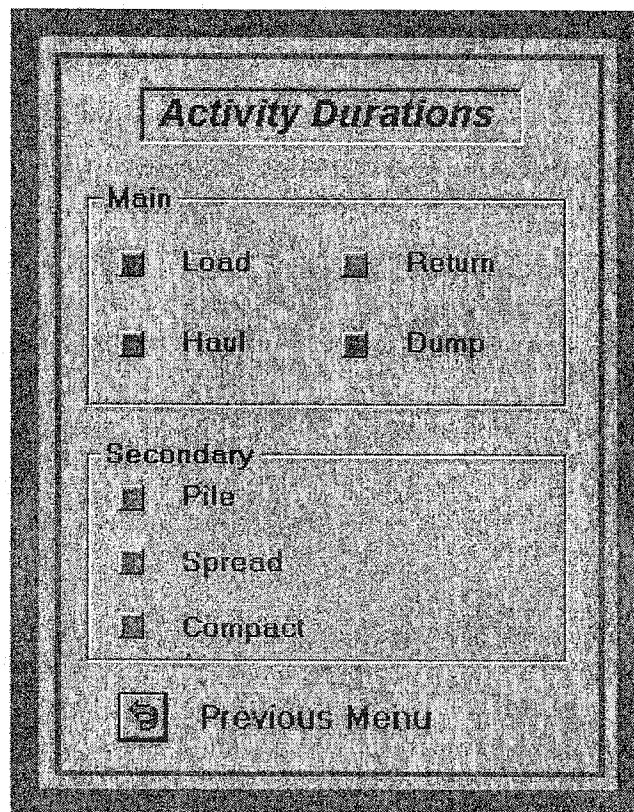 Activity Durations
Main
Load Return
Haul Dump
Secondary
Pile
Spread
Compact
Previous Menu